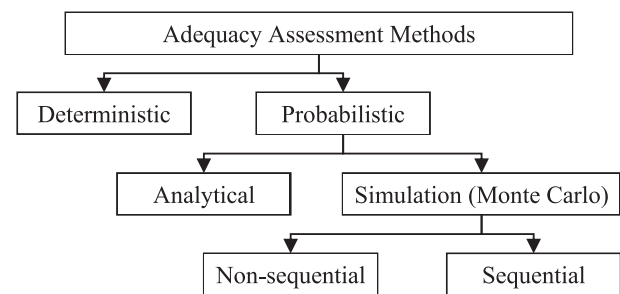 Adequacy Assessment Methods
Deterministic
Probabilistic
Analytical
Simulation (Monte Carlo)
Non-sequential
Sequential